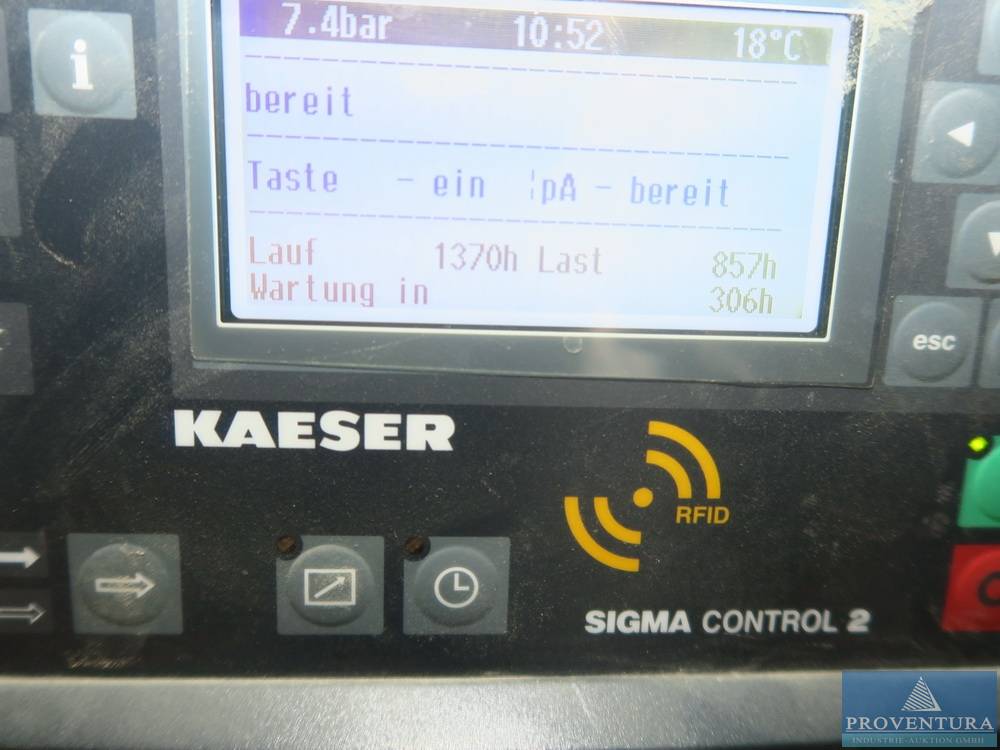 7.4bar 10:52 18°C
bereit
Taste - ein ¦pA - bereit
Lauf 1370h Last 857h
Wartung in 306h
esc
KAESER
RFID
SIGMA CONTROL 2
PROVENTURA
INDUSTRIE-AUKTION GMBH